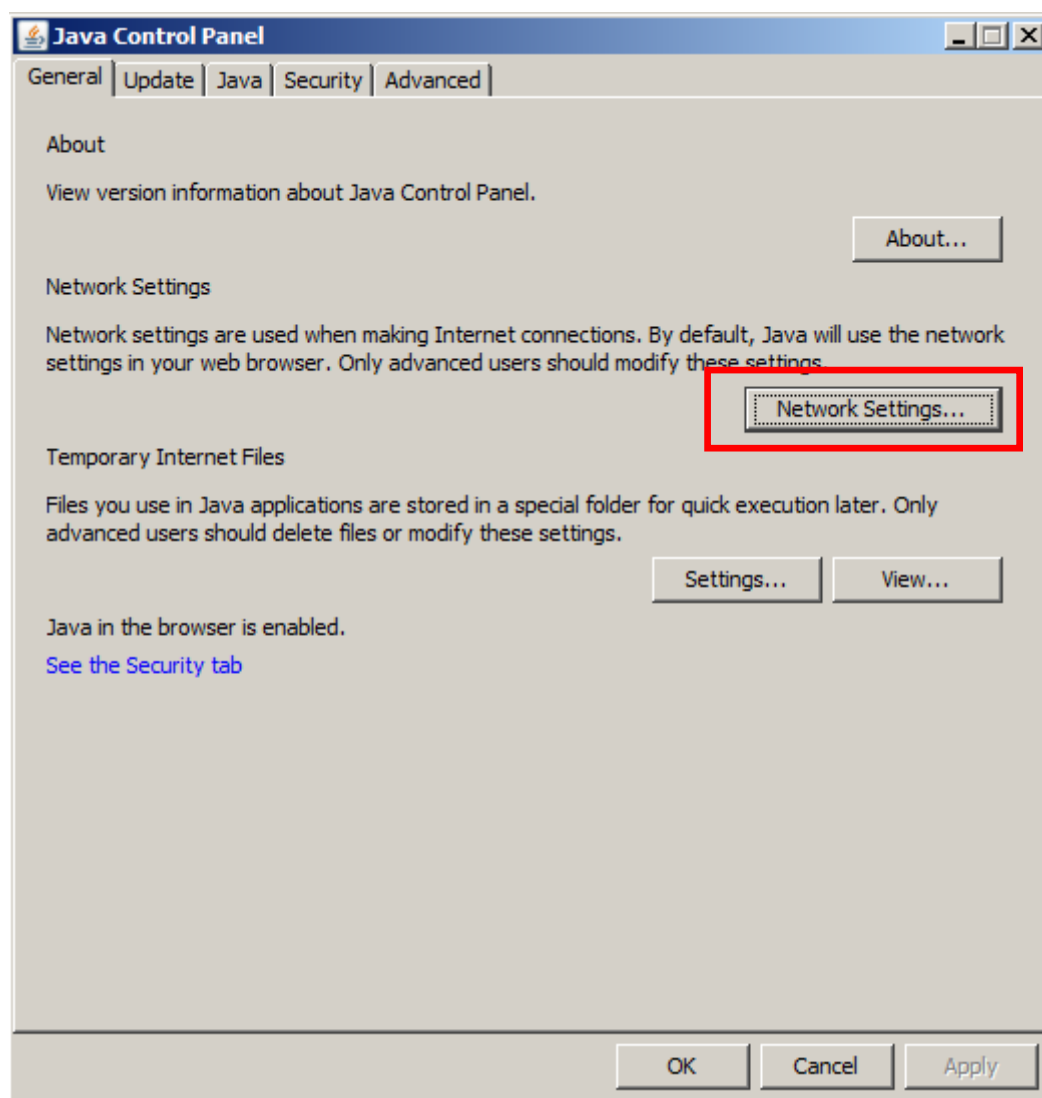 Java Control Panel
General Update Java Security Advanced
About
View version information about Java Control Panel.
About...
Network Settings
Network settings are used when making Internet connections. By default, Java will use the network
settings in your web browser. Only advanced users should modify these settings.
Network Settings...
Temporary Internet Files
Files you use in Java applications are stored in a special folder for quick execution later. Only
advanced users should delete files or modify these settings.
Settings... View...
Java in the browser is enabled.
See the Security tab
OK Cancel Apply